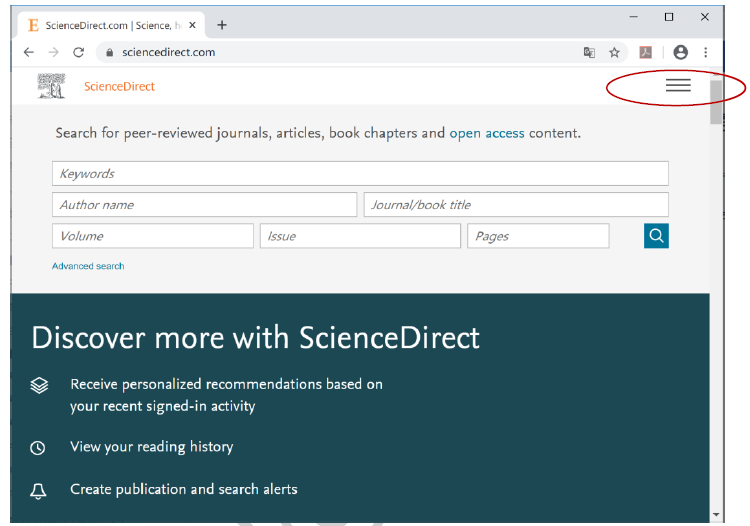 ScienceDirect.com | Science, h
sciencedirect.com
ScienceDirect
Search for peer-reviewed journals, articles, book chapters and open access content.
Keywords
Author name Journal/book title
Volume Issue Pages
Advanced search
Discover more with ScienceDirect
Receive personalized recommendations based on
your recent signed-in activity
View your reading history
Create publication and search alerts